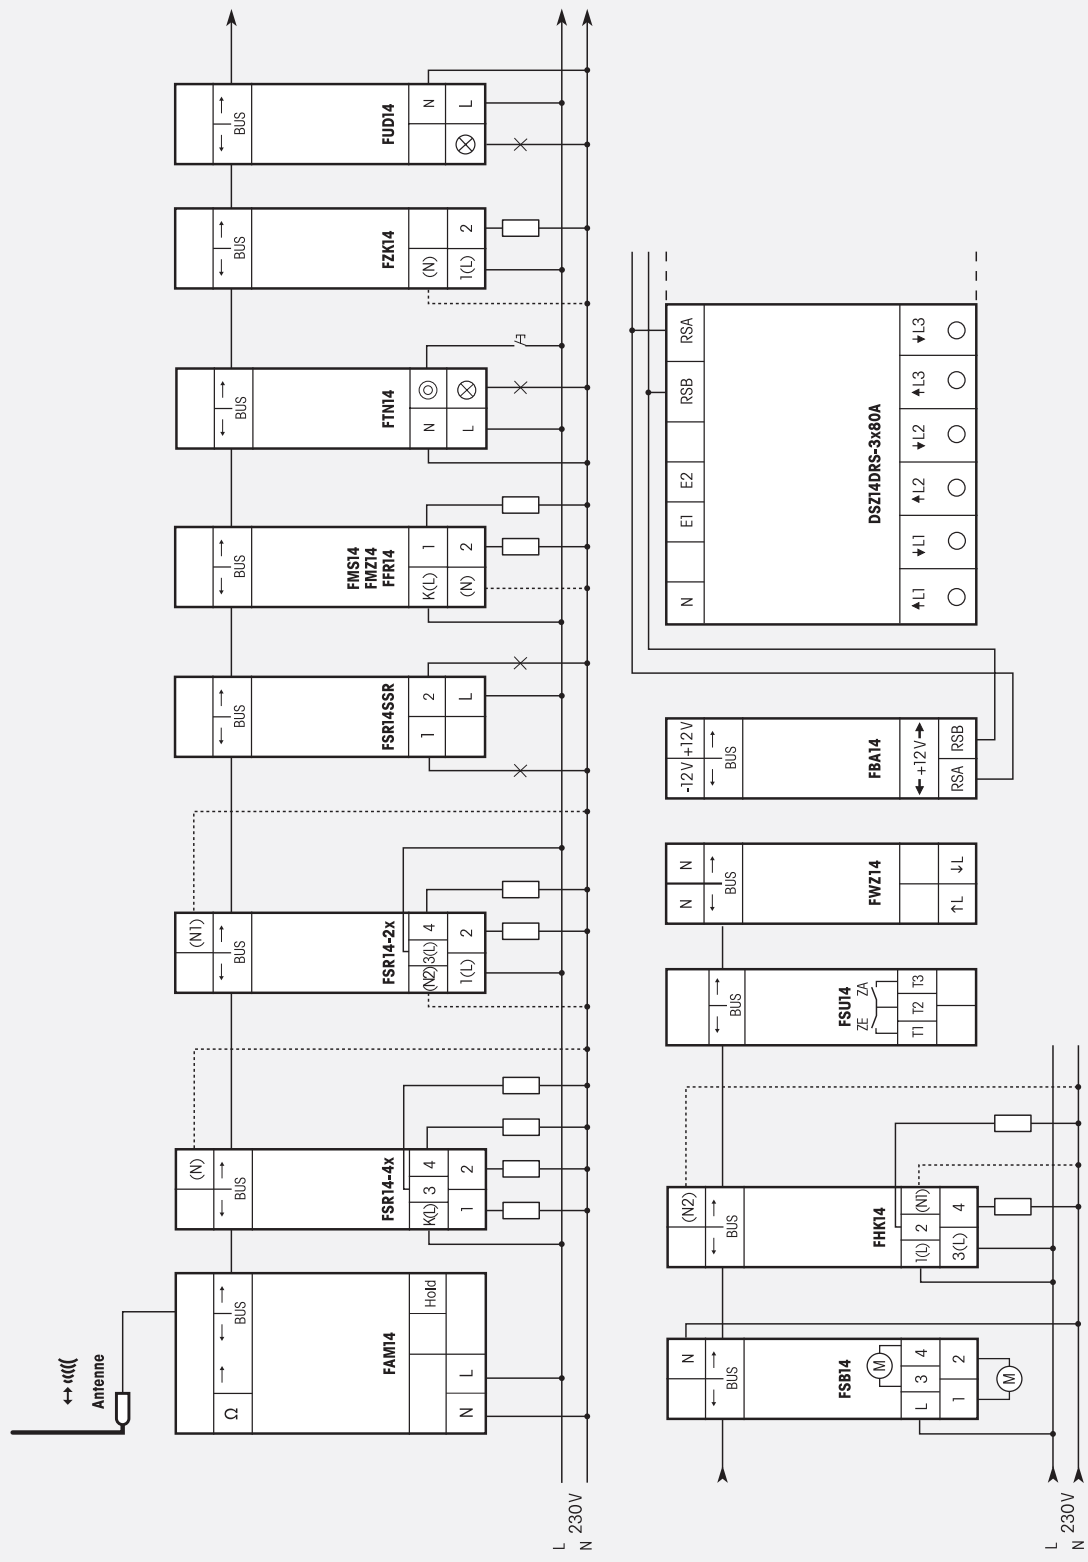 Antenne
Ω
BUS
Hold
N
L
FAM14
(N)
BUS
FSR14-4x
K(L)
3
4
1
2
(N1)
BUS
FSR14-2x
(N2)
3(L)
4
1(L)
2
BUS
FSR14SSR
1
2
L
BUS
FMS14
FMZ14
FFR14
K(L)
1
(N)
2
BUS
FTN14
N
L
BUS
FZK14
(N)
1(L)
2
BUS
FUD14
N
L
L
230V
N
N
BUS
FSB14
M
L
3
4
1
2
M
(N2)
BUS
FHK14
1(L)
2
(N1)
3(L)
4
BUS
FSU14
ZE
ZA
T1
T2
T3
N
N
BUS
FWZ14
↑L
↓L
-12V +12V
BUS
FBA14
+12V
RSA
RSB
N
E1
E2
RSB
RSA
DSZ14DRS-3x80A
↑L1
↓L1
↑L2
↓L2
↑L3
↓L3
L
230V
N